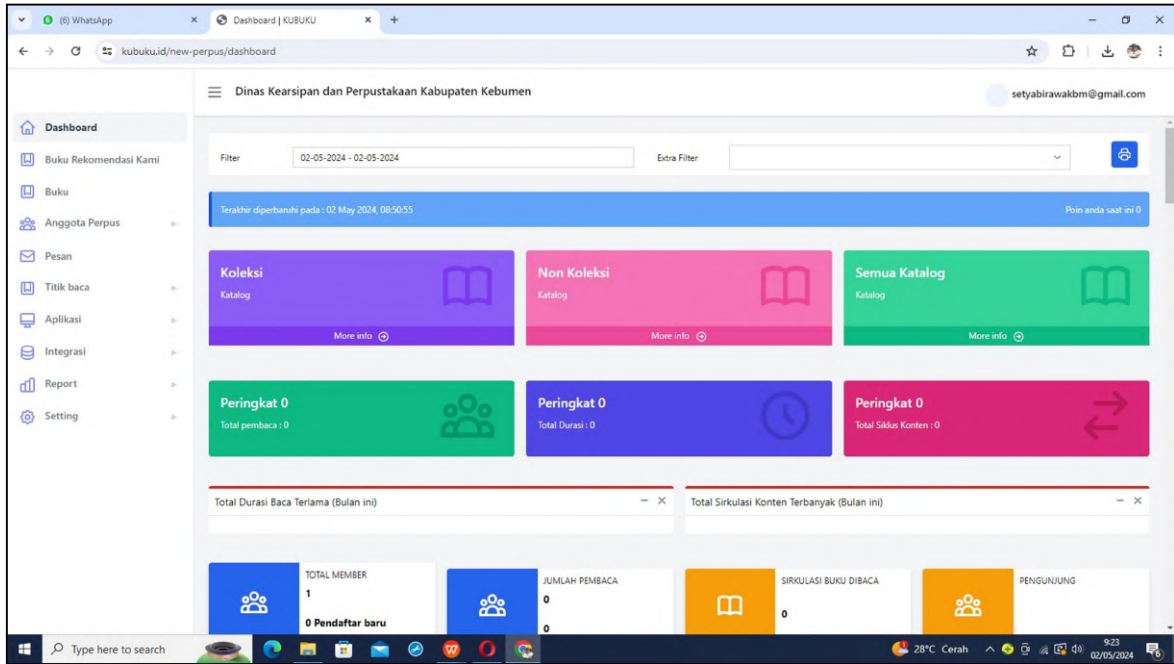 (6) WhatsApp
Dashboard | KUBUKU
kubuku.id/new-perpus/dashboard
Dinas Kearsipan dan Perpustakaan Kabupaten Kebumen
setyabirawakbm@gmail.com
Dashboard
Buku Rekomendasi Kami
Buku
Anggota Perpus
Pesan
Titik baca
Aplikasi
Integrasi
Report
Setting
Filter
02-05-2024 - 02-05-2024
Extra Filter
Terakhir diperbaruhi pada : 02 May 2024, 08:50:55
Poin anda saat ini 0
Koleksi
Katalog
More info
Non Koleksi
Katalog
More info
Semua Katalog
Katalog
More info
Peringkat 0
Total pembaca : 0
Peringkat 0
Total Durasi : 0
Peringkat 0
Total Siklus Konten : 0
Total Durasi Baca Terlama (Bulan ini)
Total Sirkulasi Konten Terbanyak (Bulan ini)
TOTAL MEMBER
1
0 Pendaftar baru
JUMLAH PEMBACA
0
0
SIRKULASI BUKU DIBACA
0
PENGUNJUNG
Type here to search
28°C Cerah
9:23
02/05/2024